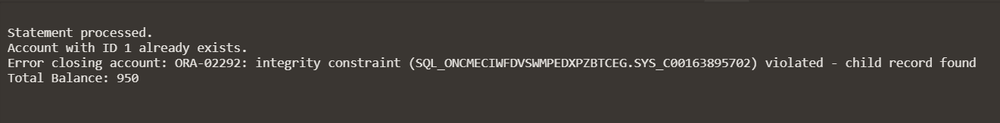 Statement processed.
Account with ID 1 already exists.
Error closing account: ORA-02292: integrity constraint (SQL_ONCMECIWFDVSWMPEDXPZBTCEG.SYS_C00163895702) violated - child record found
Total Balance: 950